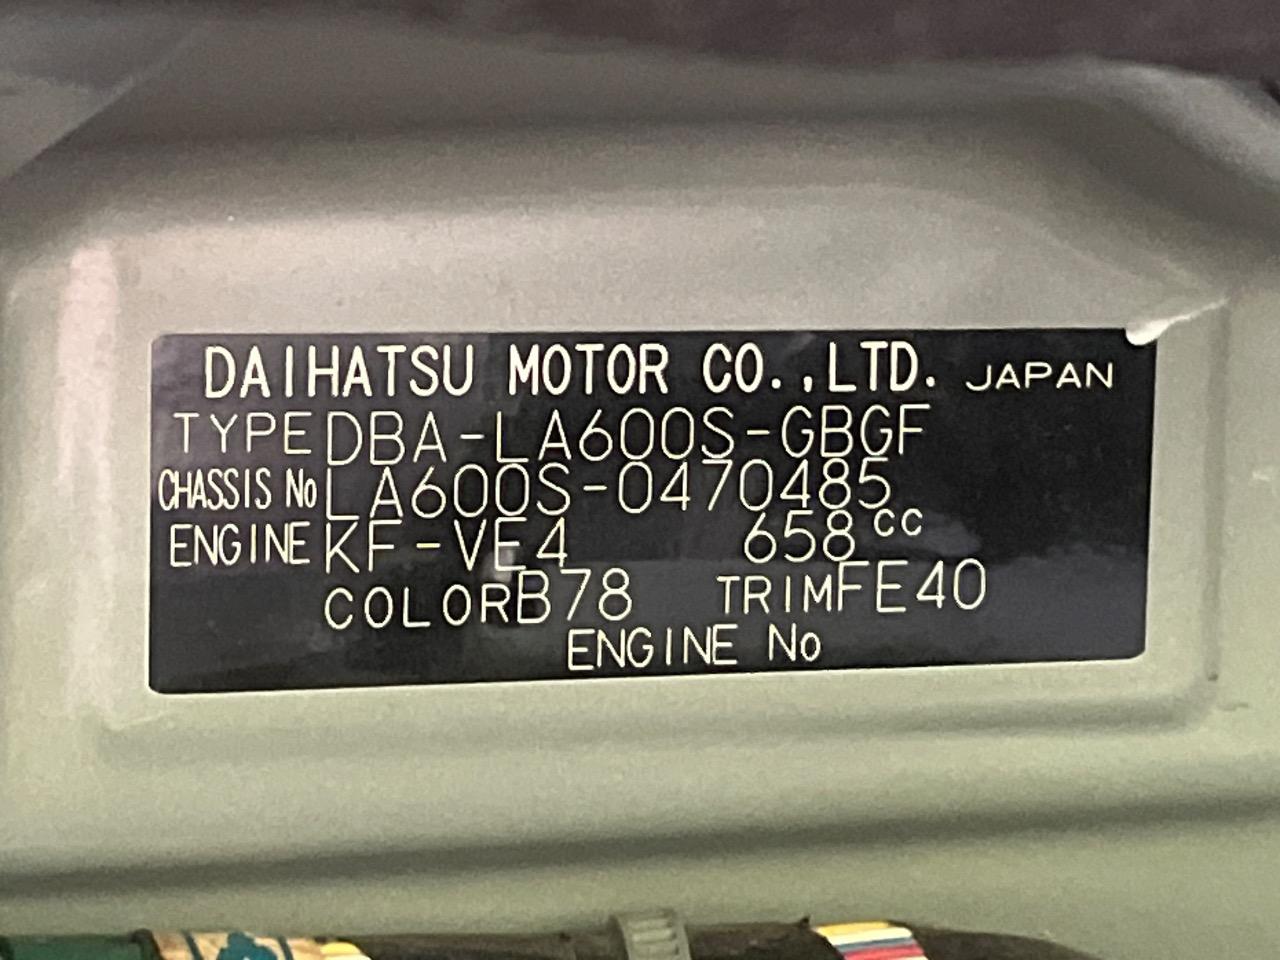 DAIHATSU MOTOR CO.,LTD. JAPAN
TYPE DBA-LA600S-GBGF
CHASSIS No LA600S-0470485
ENGINE KF-VE4 658cc
COLOR B78 TRIM FE40
ENGINE No